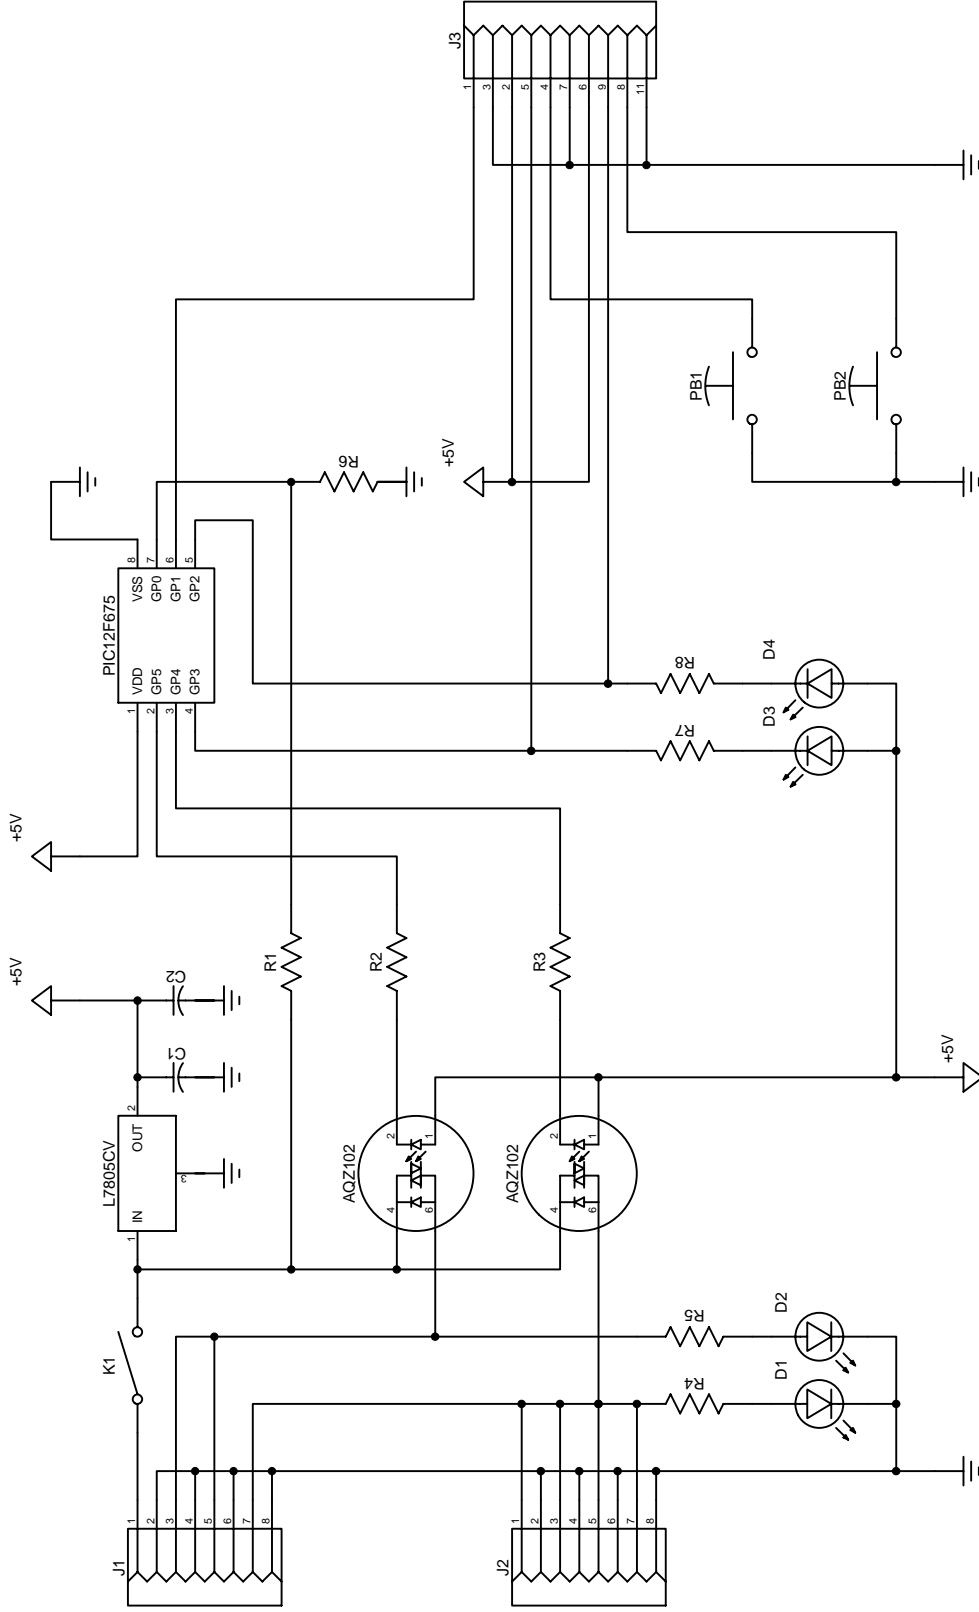 J3
1
3
2
5
4
7
6
9
8
11
+5V
+5V
+5V
+5V
PIC12F675
VDD
GP5
GP4
GP3
VSS
GP0
GP1
GP2
1
2
3
4
8
7
6
5
R6
PB1
PB2
R8
R7
D4
D3
R1
R2
R3
C2
C1
L7805CV
IN
OUT
1
2
3
AQZ102
2
1
4
6
AQZ102
2
1
4
6
K1
R5
R4
D2
D1
J1
1
2
3
4
5
6
7
8
J2
1
2
3
4
5
6
7
8